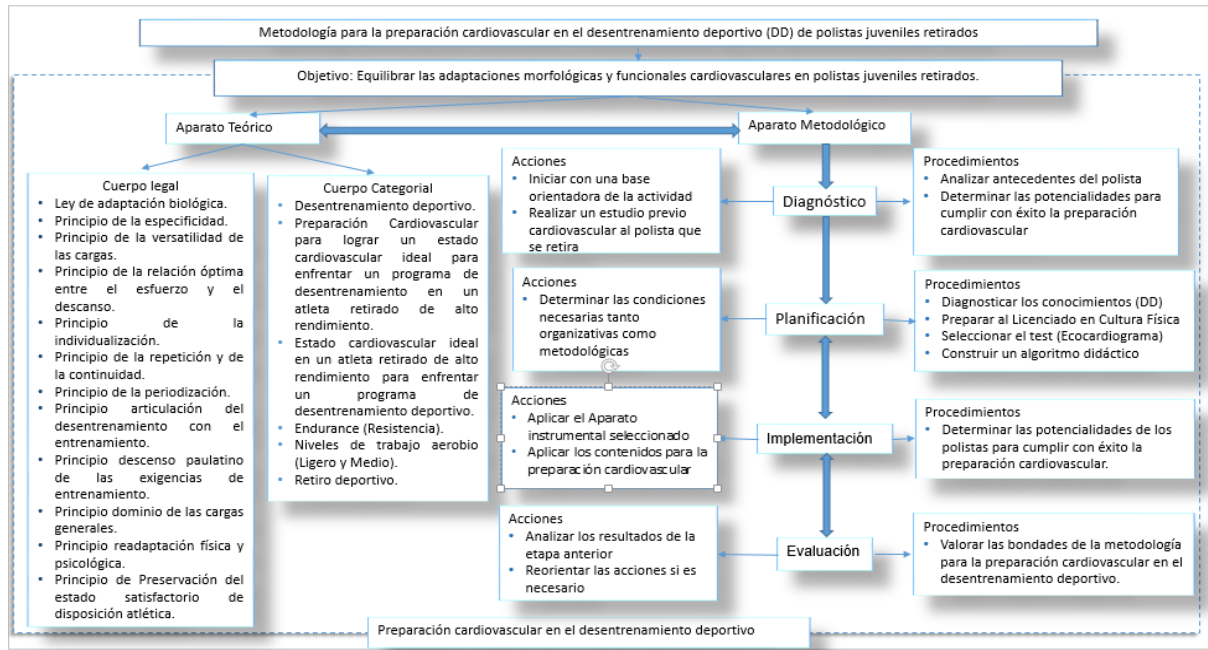 Metodología para la preparación cardiovascular en el desentrenamiento deportivo (DD) de polistas juveniles retirados
Objetivo: Equilibrar las adaptaciones morfológicas y funcionales cardiovasculares en polistas juveniles retirados.
Aparato Teórico
Aparato Metodológico
Cuerpo legal
• Ley de adaptación biológica.
• Principio de la especificidad.
• Principio de la versatilidad de
las cargas.
• Principio de la relación óptima
entre el esfuerzo y el
descanso.
• Principio de la
individualización.
• Principio de la repetición y de
la continuidad.
• Principio de la periodización.
• Principio articulación del
desentrenamiento con el
entrenamiento.
• Principio descenso paulatino
de las exigencias de
entrenamiento.
• Principio dominio de las cargas
generales.
• Principio readaptación física y
psicológica.
• Principio de Preservación del
estado satisfactorio de
disposición atlética.
Cuerpo Categorial
• Desentrenamiento deportivo.
• Preparación Cardiovascular
para lograr un estado
cardiovascular ideal para
enfrentar un programa de
desentrenamiento en un
atleta retirado de alto
rendimiento.
• Estado cardiovascular ideal
en un atleta retirado de alto
rendimiento para enfrentar
un programa de
desentrenamiento deportivo.
• Endurance (Resistencia).
• Niveles de trabajo aerobio
(Ligero y Medio).
• Retiro deportivo.
Acciones
• Iniciar con una base
orientadora de la actividad
• Realizar un estudio previo
cardiovascular al polista que
se retira
Diagnóstico
Procedimientos
• Analizar antecedentes del polista
• Determinar las potencialidades para
cumplir con éxito la preparación
cardiovascular
Acciones
• Determinar las condiciones
necesarias tanto
organizativas como
metodológicas
Planificación
Procedimientos
• Diagnosticar los conocimientos (DD)
• Preparar al Licenciado en Cultura Física
• Seleccionar el test (Ecocardiograma)
• Construir un algoritmo didáctico
Acciones
• Aplicar el Aparato
instrumental seleccionado
• Aplicar los contenidos para la
preparación cardiovascular
Implementación
Procedimientos
• Determinar las potencialidades de los
polistas para cumplir con éxito la
preparación cardiovascular.
Acciones
• Analizar los resultados de la
etapa anterior
• Reorientar las acciones si es
necesario
Evaluación
Procedimientos
• Valorar las bondades de la metodología
para la preparación cardiovascular en el
desentrenamiento deportivo.
Preparación cardiovascular en el desentrenamiento deportivo